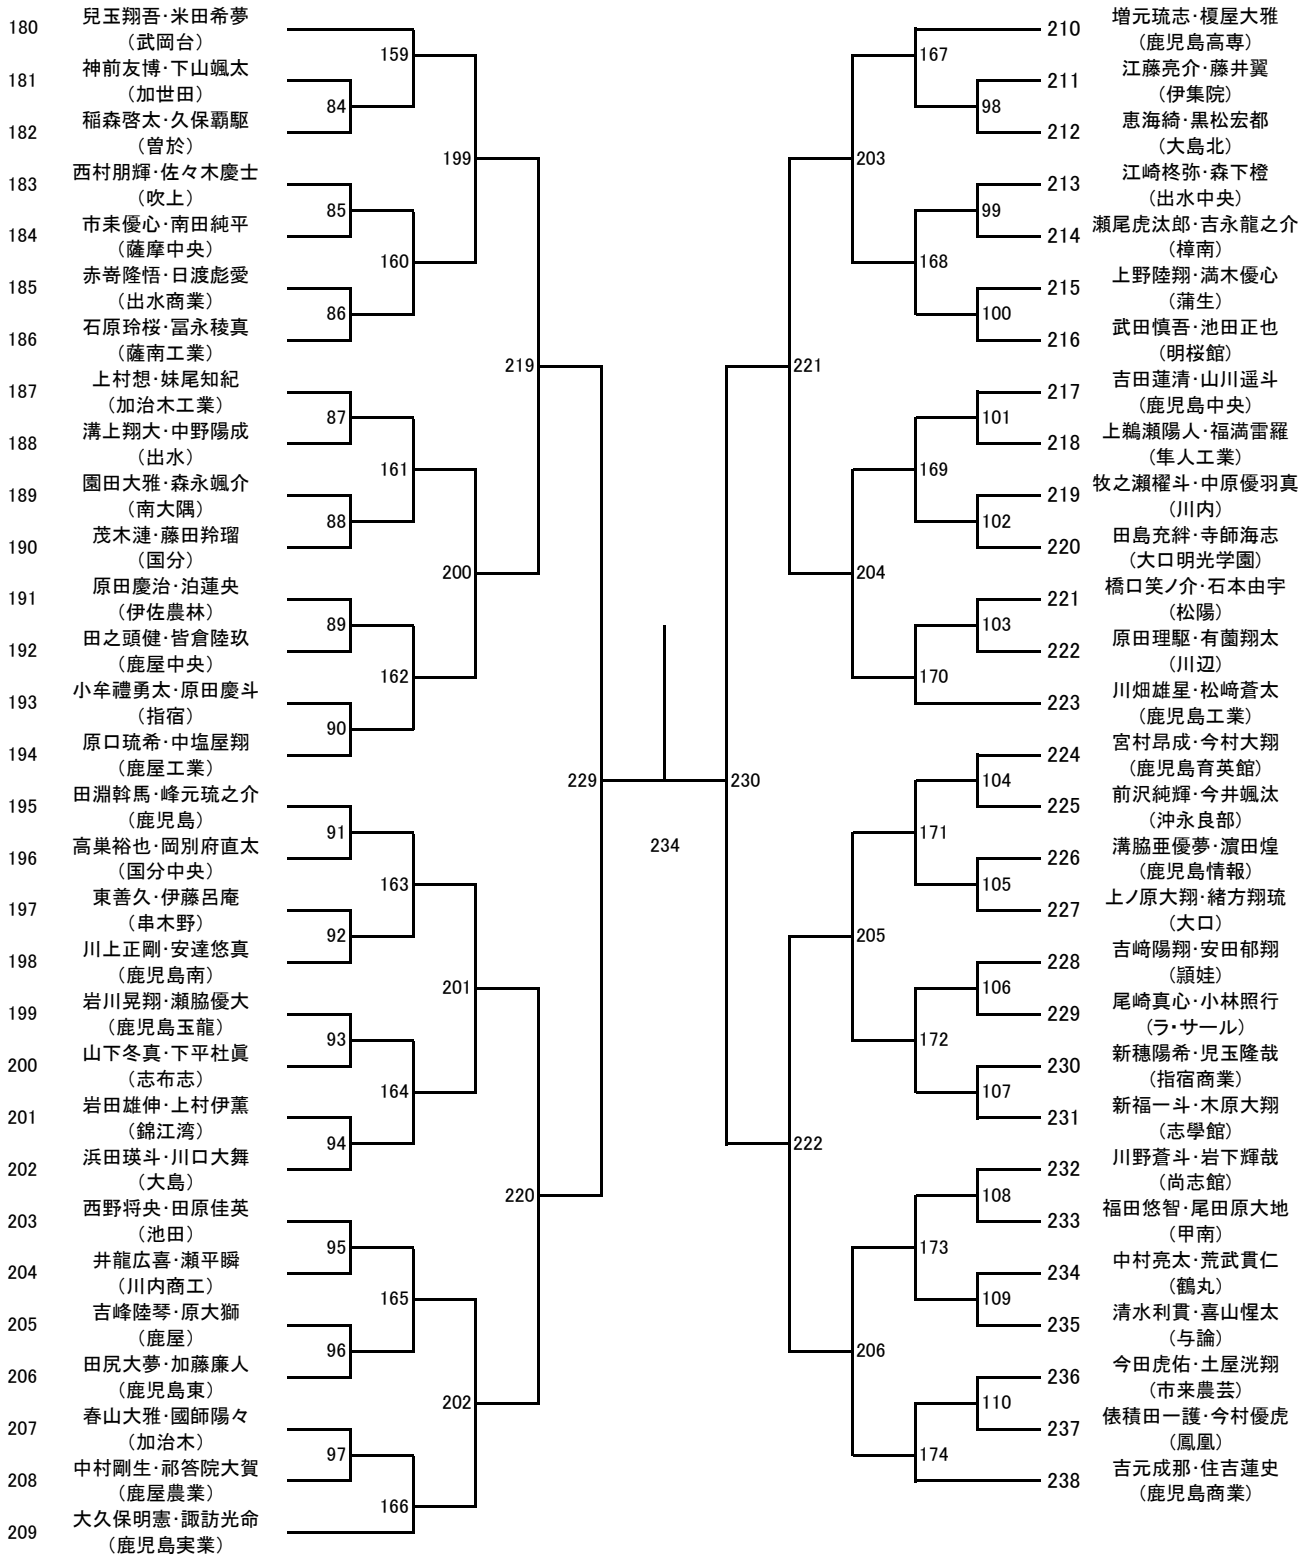 180 兒玉翔吾・米田希夢
（武岡台）
181 神前友博・下山颯太
（加世田）
182 稲森啓太・久保覇駆
（曽於）
183 西村朋輝・佐々木慶士
（吹上）
184 市耒優心・南田純平
（薩摩中央）
185 赤嵜隆悟・日渡彪愛
（出水商業）
186 石原玲桜・冨永稜真
（薩南工業）
187 上村想・妹尾知紀
（加治木工業）
188 溝上翔大・中野陽成
（出水）
189 園田大雅・森永颯介
（南大隅）
190 茂木漣・藤田羚瑠
（国分）
191 原田慶治・泊蓮央
（伊佐農林）
192 田之頭健・皆倉陸玖
（鹿屋中央）
193 小牟禮勇太・原田慶斗
（指宿）
194 原口琉希・中塩屋翔
（鹿屋工業）
195 田淵斡馬・峰元琉之介
（鹿児島）
196 高巣裕也・岡別府直太
（国分中央）
197 東善久・伊藤呂庵
（串木野）
198 川上正剛・安達悠真
（鹿児島南）
199 岩川晃翔・瀬脇優大
（鹿児島玉龍）
200 山下冬真・下平杜眞
（志布志）
201 岩田雄伸・上村伊薫
（錦江湾）
202 浜田瑛斗・川口大舞
（大島）
203 西野将央・田原佳英
（池田）
204 井龍広喜・瀬平瞬
（川内商工）
205 吉峰陸琴・原大獅
（鹿屋）
206 田尻大夢・加藤廉人
（鹿児島東）
207 春山大雅・國師陽々
（加治木）
208 中村剛生・祁答院大賀
（鹿屋農業）
209 大久保明憲・諏訪光命
（鹿児島実業）
159
84
199
85
160
86
219
87
161
88
200
89
162
90
229
91
163
92
201
93
164
94
220
95
165
96
202
97
166
234
167
98
203
99
168
100
221
101
169
102
204
103
170
230
104
171
105
205
106
172
107
222
108
173
109
206
110
174
210 増元琉志・榎屋大雅
（鹿児島高専）
211 江藤亮介・藤井翼
（伊集院）
212 恵海綺・黒松宏都
（大島北）
213 江崎柊弥・森下橙
（出水中央）
214 瀬尾虎汰郎・吉永龍之介
（樟南）
215 上野陸翔・満木優心
（蒲生）
216 武田慎吾・池田正也
（明桜館）
217 吉田蓮清・山川遥斗
（鹿児島中央）
218 上鵜瀬陽人・福満雷羅
（隼人工業）
219 牧之瀨櫂斗・中原優羽真
（川内）
220 田島充絆・寺師海志
（大口明光学園）
221 橋口笑ノ介・石本由宇
（松陽）
222 原田理駆・有薗翔太
（川辺）
223 川畑雄星・松﨑蒼太
（鹿児島工業）
224 宮村昂成・今村大翔
（鹿児島育英館）
225 前沢純輝・今井颯汰
（沖永良部）
226 溝脇亜優夢・濵田煌
（鹿児島情報）
227 上ノ原大翔・緒方翔琉
（大口）
228 吉﨑陽翔・安田郁翔
（頴娃）
229 尾崎真心・小林照行
（ラ・サール）
230 新穂陽希・児玉隆哉
（指宿商業）
231 新福一斗・木原大翔
（志學館）
232 川野蒼斗・岩下輝哉
（尚志館）
233 福田悠智・尾田原大地
（甲南）
234 中村亮太・荒武貫仁
（鶴丸）
235 清水利貫・喜山惺太
（与論）
236 今田虎佑・土屋洸翔
（市来農芸）
237 俵積田一護・今村優虎
（鳳凰）
238 吉元成那・住吉蓮史
（鹿児島商業）